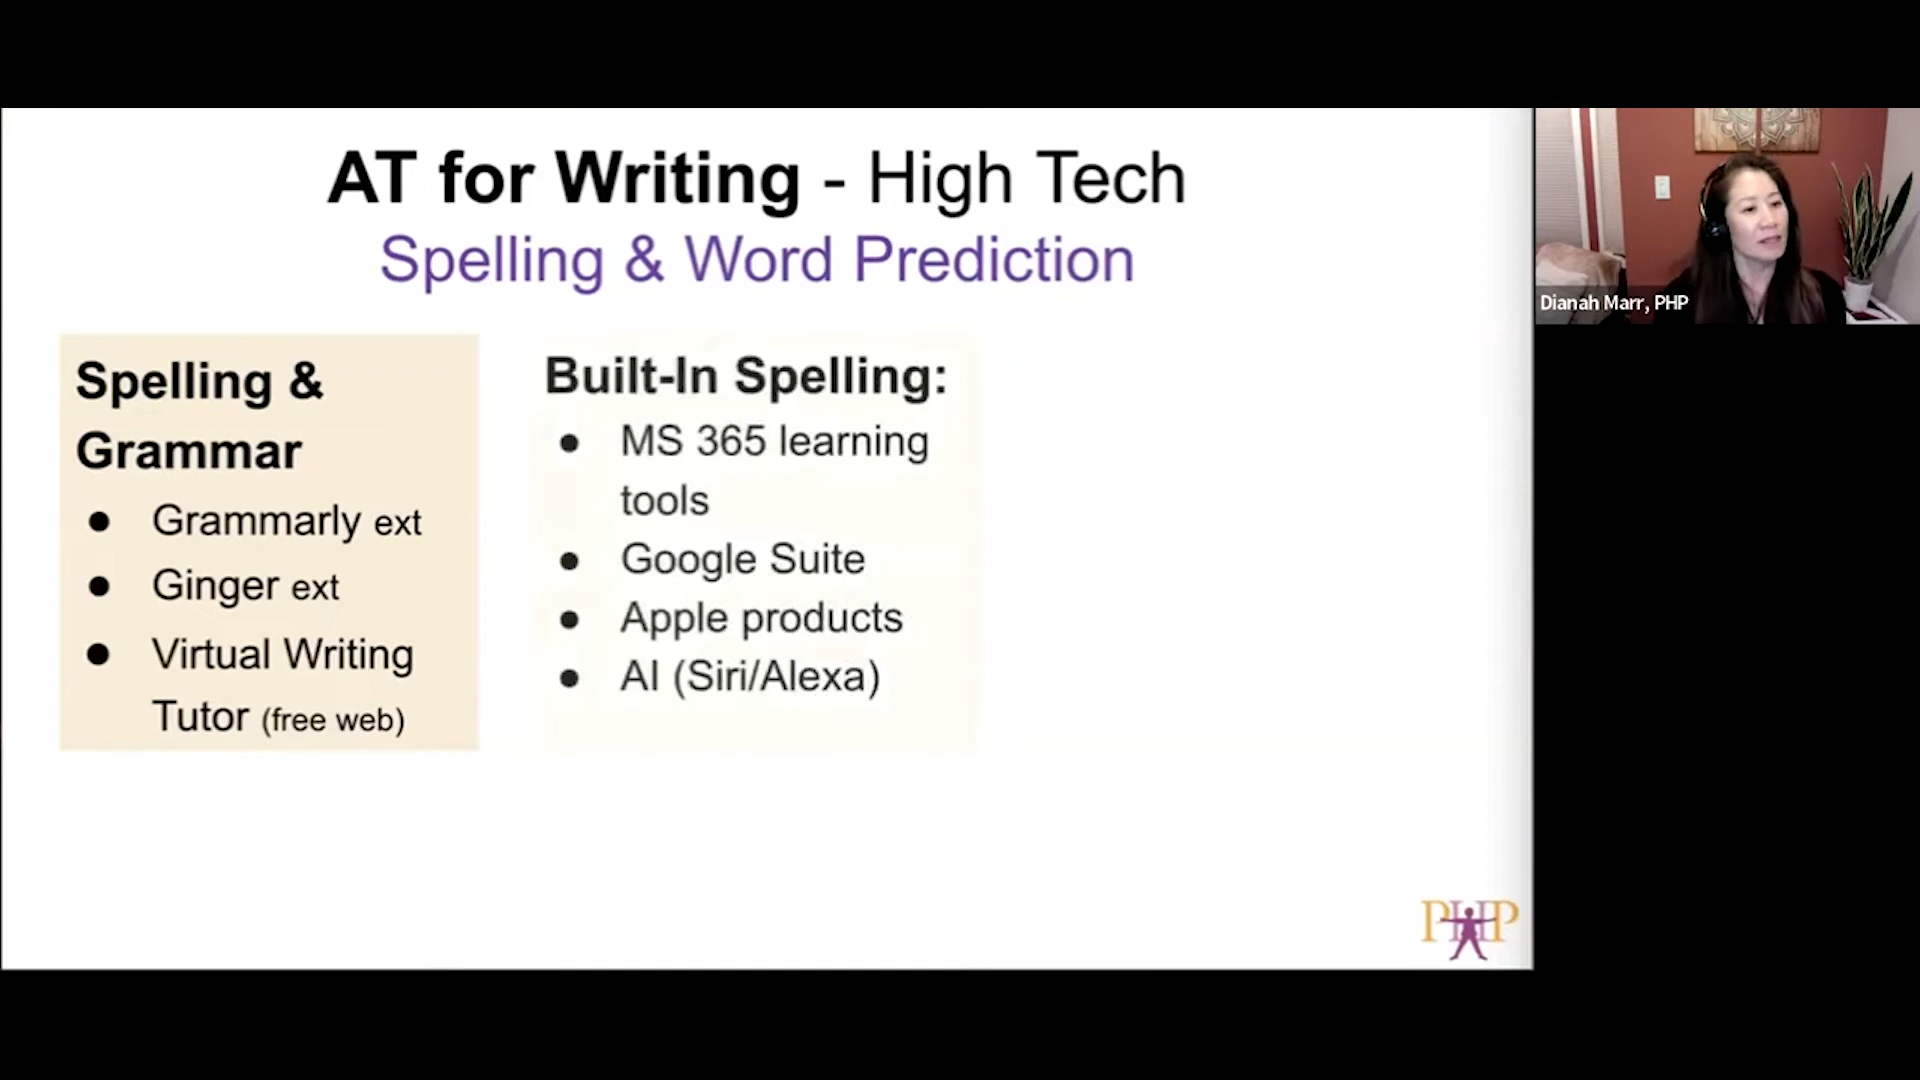 AT for Writing - High Tech
Spelling & Word Prediction
Spelling &
Grammar
● Grammarly ext
● Ginger ext
● Virtual Writing
Tutor (free web)
Built-In Spelling:
● MS 365 learning
tools
● Google Suite
● Apple products
● AI (Siri/Alexa)
Dianah Marr, PHP
PHP